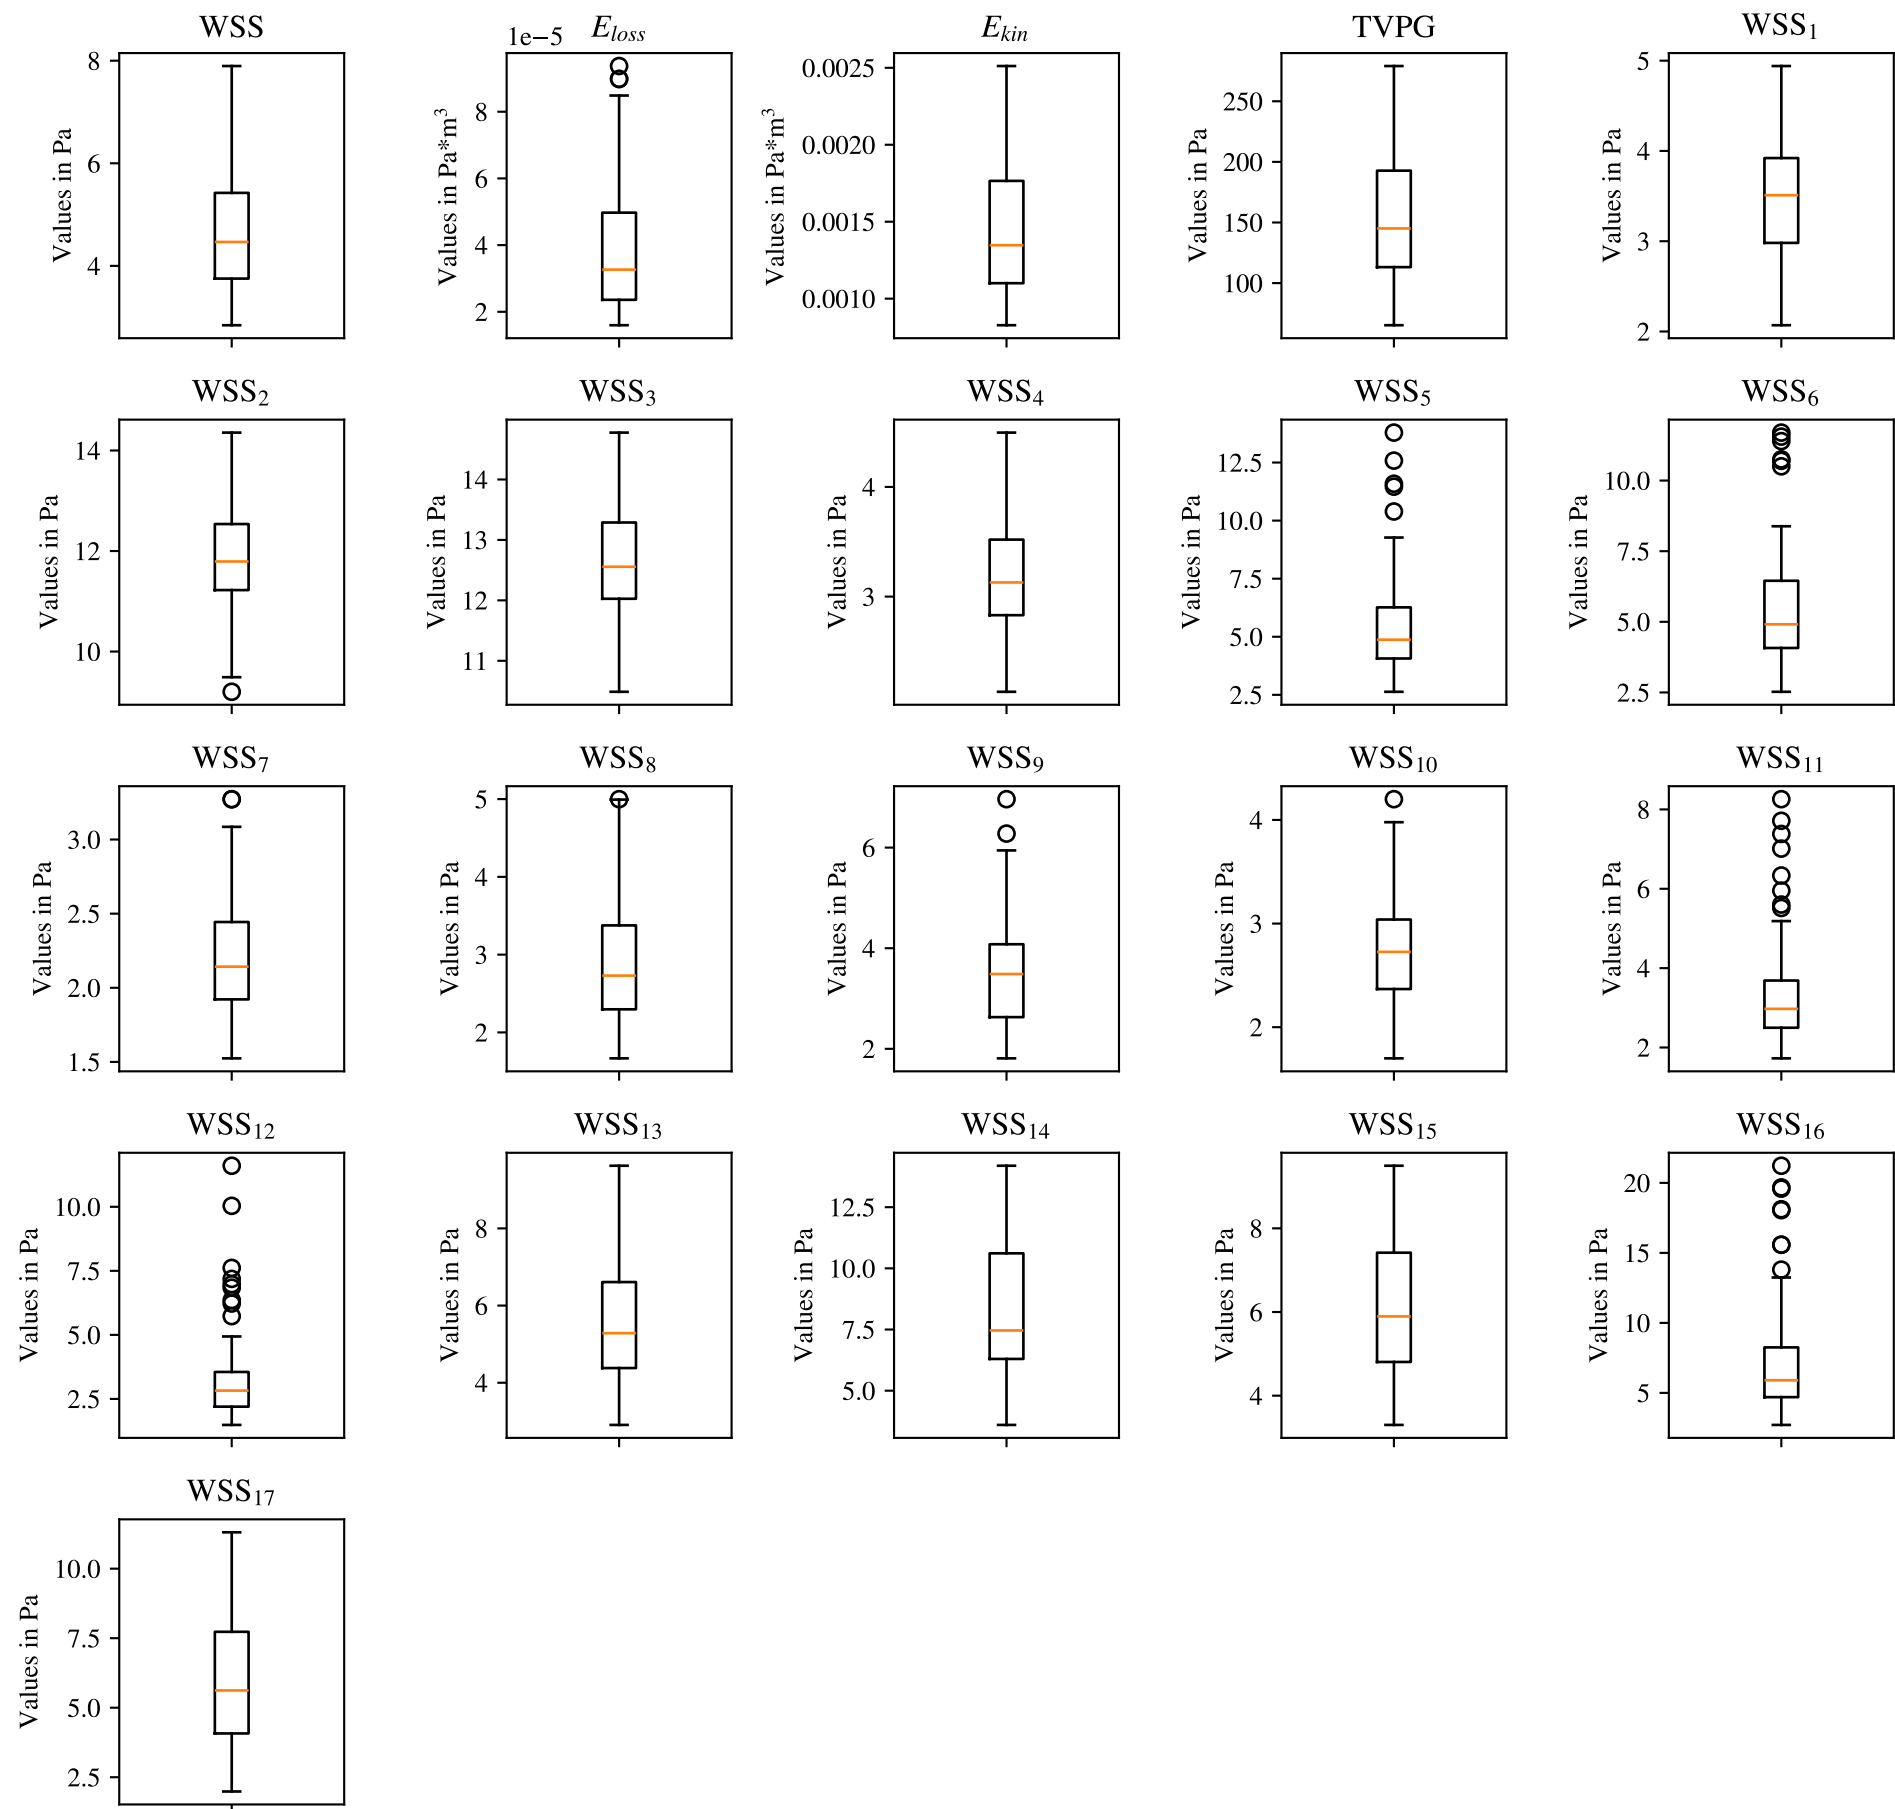 WSS
8
6
4
Values in Pa
1e−5
E_loss
8
6
4
2
Values in Pa*m³
E_kin
0.0025
0.0020
0.0015
0.0010
Values in Pa*m³
TVPG
250
200
150
100
Values in Pa
WSS₁
5
4
3
2
Values in Pa
WSS₂
14
12
10
Values in Pa
WSS₃
14
13
12
11
Values in Pa
WSS₄
4
3
Values in Pa
WSS₅
12.5
10.0
7.5
5.0
2.5
Values in Pa
WSS₆
10.0
7.5
5.0
2.5
Values in Pa
WSS₇
3.0
2.5
2.0
1.5
Values in Pa
WSS₈
5
4
3
2
Values in Pa
WSS₉
6
4
2
Values in Pa
WSS₁₀
4
3
2
Values in Pa
WSS₁₁
8
6
4
2
Values in Pa
WSS₁₂
10.0
7.5
5.0
2.5
Values in Pa
WSS₁₃
8
6
4
Values in Pa
WSS₁₄
12.5
10.0
7.5
5.0
Values in Pa
WSS₁₅
8
6
4
Values in Pa
WSS₁₆
20
15
10
5
Values in Pa
WSS₁₇
10.0
7.5
5.0
2.5
Values in Pa